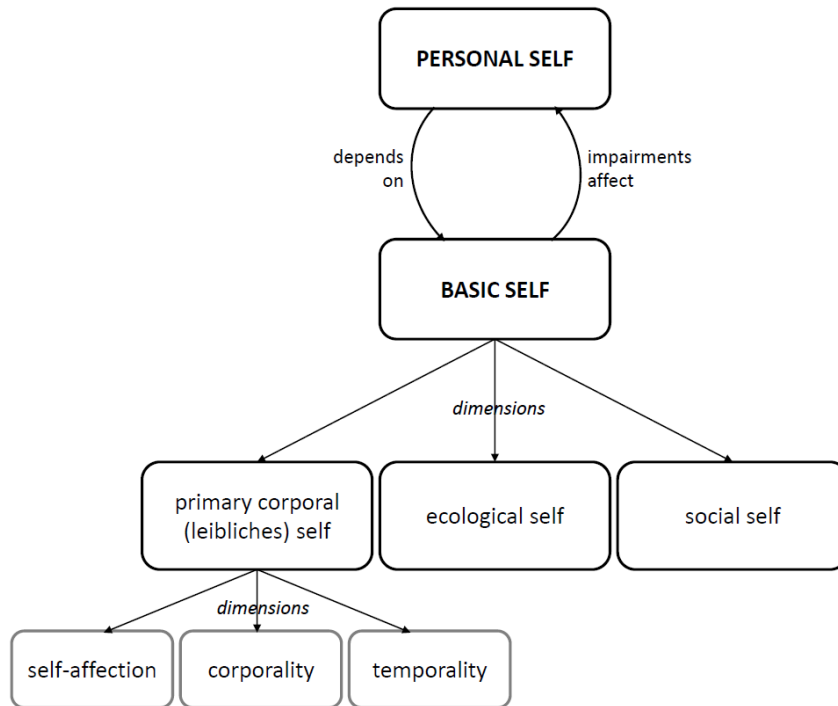 PERSONAL SELF
depends
on
impairments
affect
BASIC SELF
dimensions
primary corporal
(leibliches) self
ecological self
social self
dimensions
self-affection
corporality
temporality